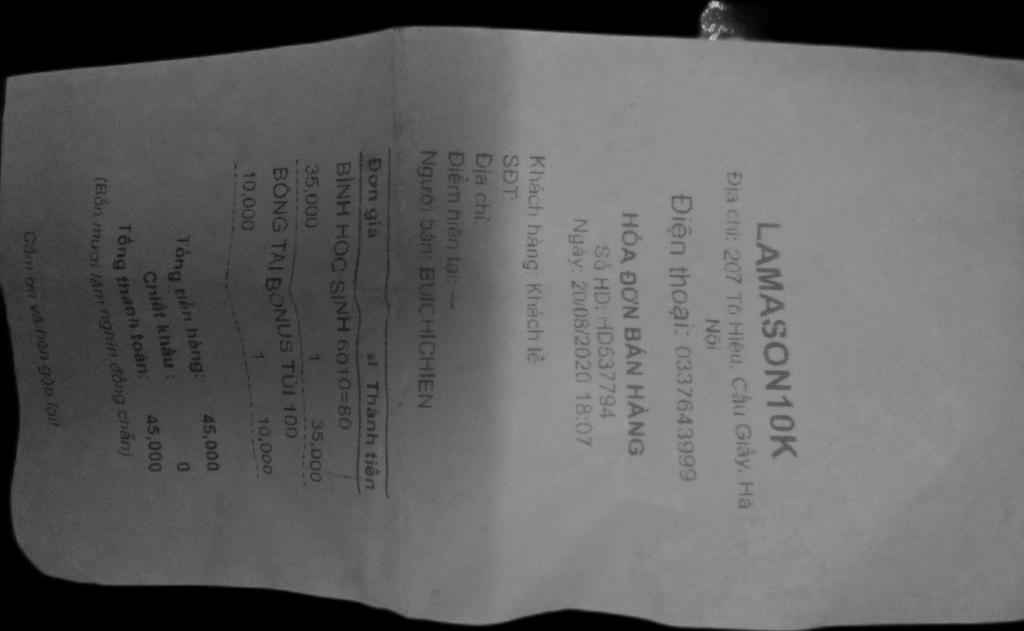 LAMASON10K
Địa chỉ: 207 Tô Hiệu, Cầu Giấy, Hà
Nội
Điện thoại: 0337643999
HÓA ĐƠN BÁN HÀNG
Số HD: HD537794
Ngày: 20/08/2020 18:07
Khách hàng: Khách lẻ
SĐT:
Địa chỉ:
Điểm hiện tại: ---
Người bán: BUICHICHIEN
Đơn giá sl Thành tiền
BÌNH HỌC SINH 6010=80
35,000 1 35,000
BÔNG TAI BONUS TÚI 100
10,000 1 10,000
Tổng tiền hàng: 45,000
Chiết khấu : 0
Tổng thanh toán: 45,000
(Bốn mươi lăm nghìn đồng chẵn)
Cảm ơn và hẹn gặp lại!